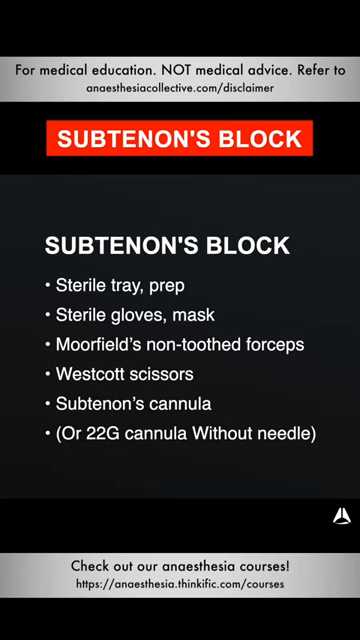 For medical education. NOT medical advice. Refer to
anaesthesiacollective.com/disclaimer
SUBTENON'S BLOCK
SUBTENON'S BLOCK
• Sterile tray, prep
• Sterile gloves, mask
• Moorfield's non-toothed forceps
• Westcott scissors
• Subtenon's cannula
• (Or 22G cannula Without needle)
Check out our anaesthesia courses!
https://anaesthesia.thinkific.com/courses